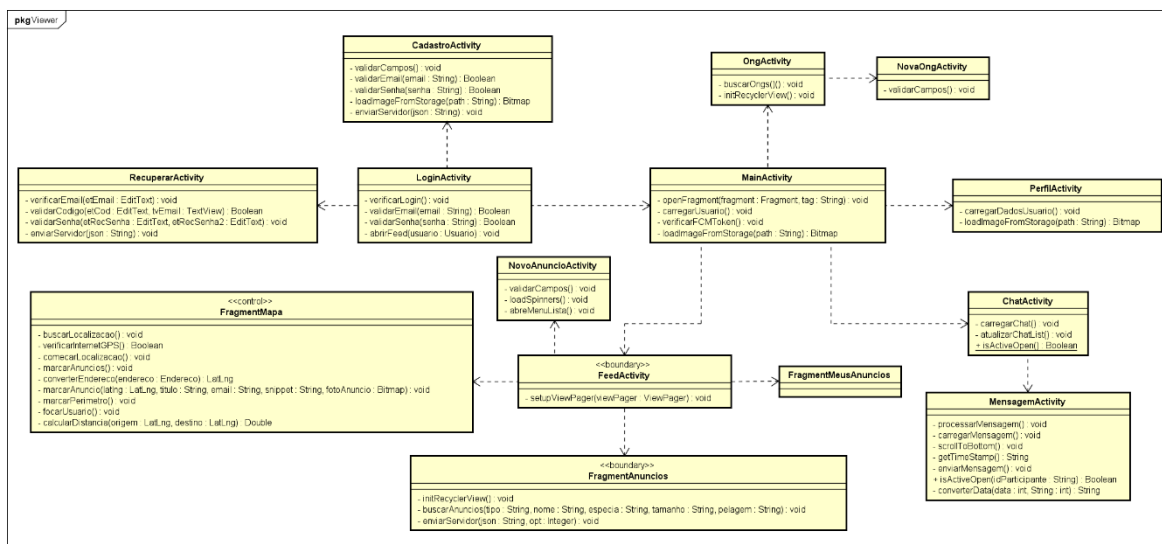 pkg Viewer
CadastroActivity
- validarCampos() : void
- validarEmail(email : String) : Boolean
- validarSenha(senha : String) : Boolean
- loadImageFromStorage(path : String) : Bitmap
- enviarServidor(json : String) : void
OngActivity
- buscarOngs()() : void
- initRecyclerView() : void
NovaOngActivity
- validarCampos() : void
RecuperarActivity
- verificarEmail(etEmail : EditText) : void
- validarCodigo(etCod : EditText, tvEmail : TextView) : Boolean
- validarSenha(etRecSenha : EditText, etRecSenha2 : EditText) : void
- enviarServidor(json : String) : void
LoginActivity
- verificarLogin() : void
- validarEmail(email : String) : Boolean
- validarSenha(senha : String) : Boolean
- abrirFeed(usuario : Usuario) : void
MainActivity
- openFragment(fragment : Fragment, tag : String) : void
- carregarUsuario() : void
- verificarFCMToken() : void
- loadImageFromStorage(path : String) : Bitmap
PerfilActivity
- carregarDadosUsuario() : void
- loadImageFromStorage(path : String) : Bitmap
NovoAnuncioActivity
- validarCampos() : void
- loadSpinners() : void
- abreMenuLista() : void
<<control>>
FragmentMapa
- buscarLocalizacao() : void
- verificarInternetGPS() : Boolean
- comecarLocalizacao() : void
- marcarAnuncios() : void
- converterEndereco(endereco : Endereco) : LatLng
- marcarAnuncio(latlng : LatLng, titulo : String, email : String, snippet : String, fotoAnuncio : Bitmap) : void
- marcarPerimetro() : void
- focarUsuario() : void
- calcularDistancia(origem : LatLng, destino : LatLng) : Double
<<boundary>>
FeedActivity
- setupViewPager(viewPager : ViewPager) : void
FragmentMeusAnuncios
ChatActivity
- carregarChat() : void
- atualizarChatList() : void
+ isActiveOpen() : Boolean
MensagemActivity
- processarMensagem() : void
- carregarMensagem() : void
- scrollToBottom() : void
- getTimeStamp() : String
- enviarMensagem() : void
+ isActiveOpen(idParticipante : String) : Boolean
- converterData(data : int, String : int) : String
<<boundary>>
FragmentAnuncios
- initRecyclerView() : void
- buscarAnuncios(tipo : String, nome : String, especia : String, tamanho : String, pelagem : String) : void
- enviarServidor(json : String, opt : Integer) : void